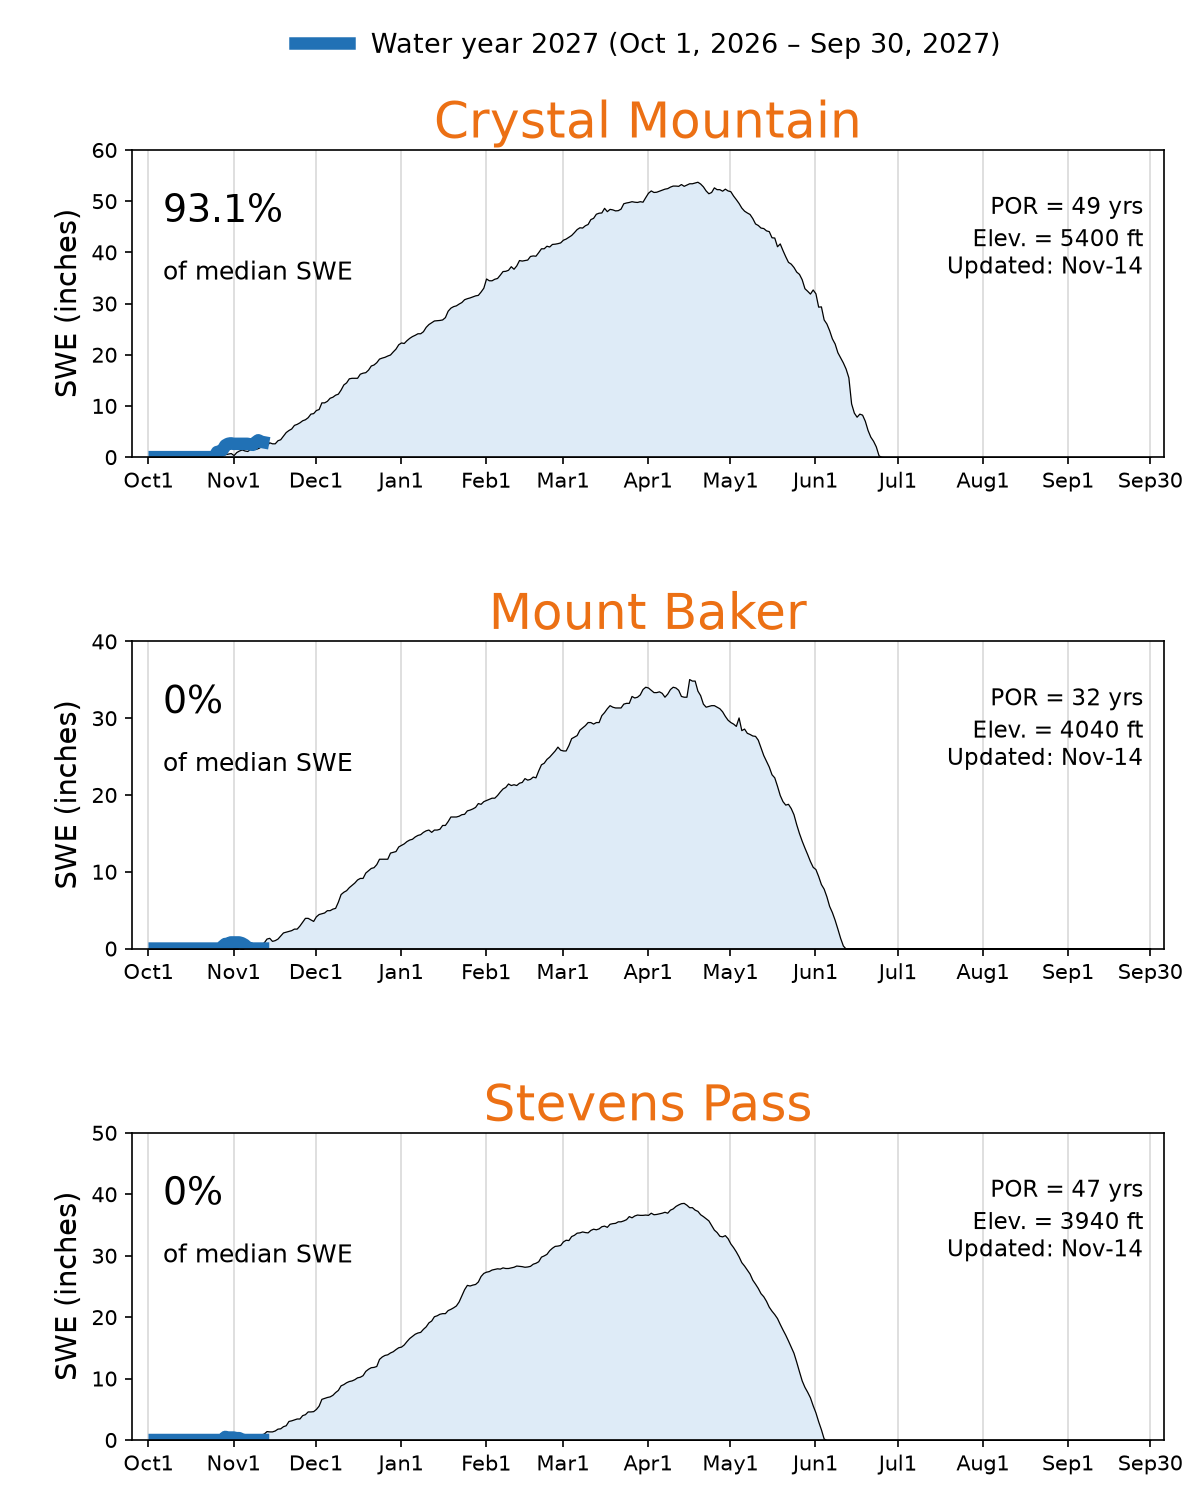 Water year 2027 (Oct 1, 2026 – Sep 30, 2027)
Crystal Mountain
60
50
40
30
20
10
0
SWE (inches)
93.1%
of median SWE
POR = 49 yrs
Elev. = 5400 ft
Updated: Nov-14
Oct1 Nov1 Dec1 Jan1 Feb1 Mar1 Apr1 May1 Jun1 Jul1 Aug1 Sep1 Sep30
Mount Baker
40
30
20
10
0
SWE (inches)
0%
of median SWE
POR = 32 yrs
Elev. = 4040 ft
Updated: Nov-14
Oct1 Nov1 Dec1 Jan1 Feb1 Mar1 Apr1 May1 Jun1 Jul1 Aug1 Sep1 Sep30
Stevens Pass
50
40
30
20
10
0
SWE (inches)
0%
of median SWE
POR = 47 yrs
Elev. = 3940 ft
Updated: Nov-14
Oct1 Nov1 Dec1 Jan1 Feb1 Mar1 Apr1 May1 Jun1 Jul1 Aug1 Sep1 Sep30